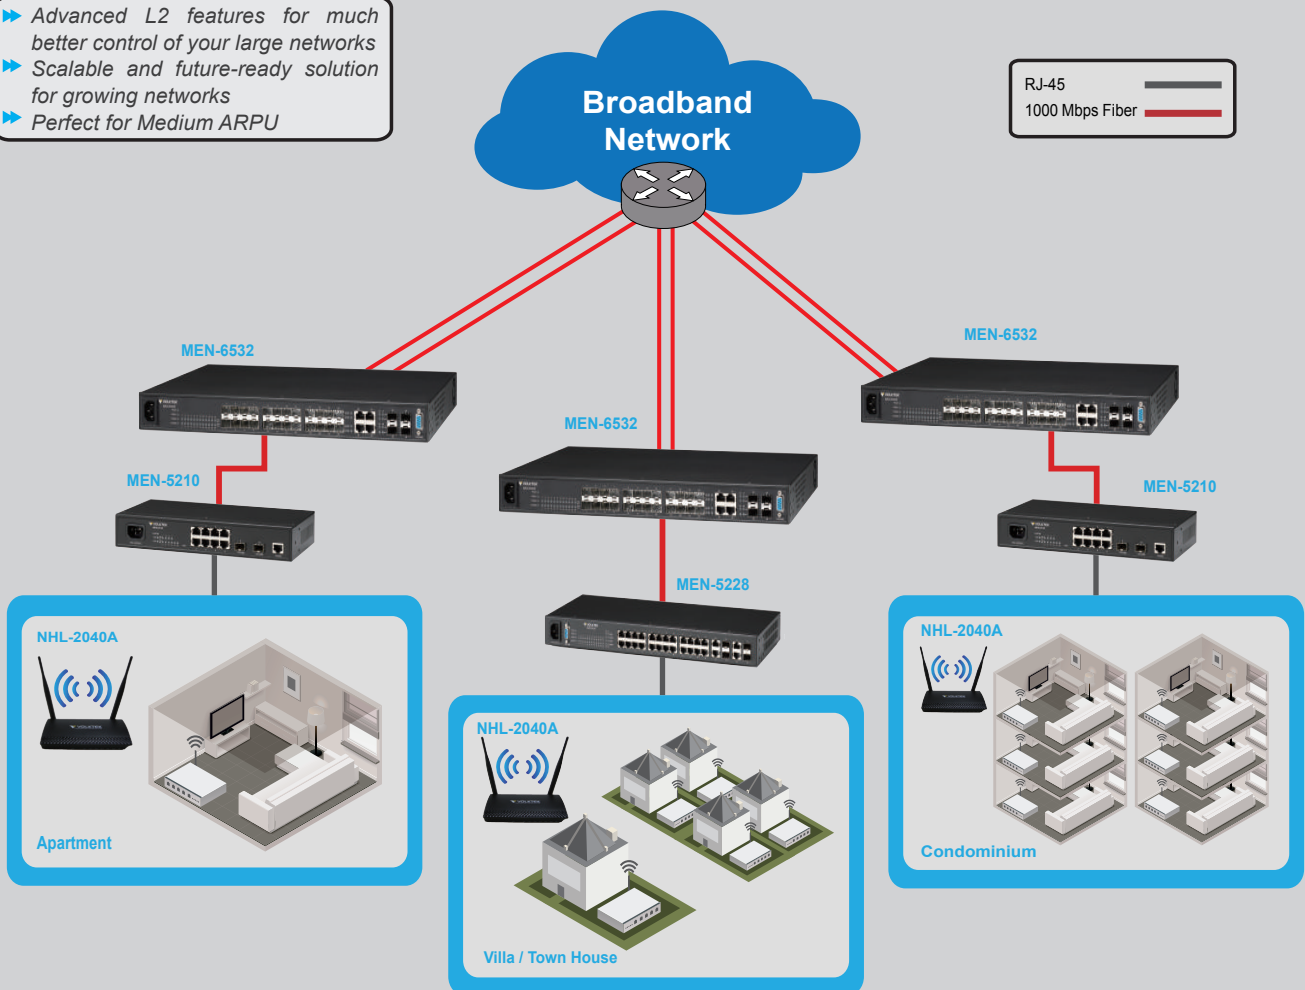 Advanced L2 features for much
better control of your large networks
Scalable and future-ready solution
for growing networks
Perfect for Medium ARPU
Broadband
Network
RJ-45
1000 Mbps Fiber
MEN-6532
MEN-6532
MEN-6532
MEN-5210
MEN-5210
MEN-5228
NHL-2040A
Apartment
NHL-2040A
Villa / Town House
NHL-2040A
Condominium